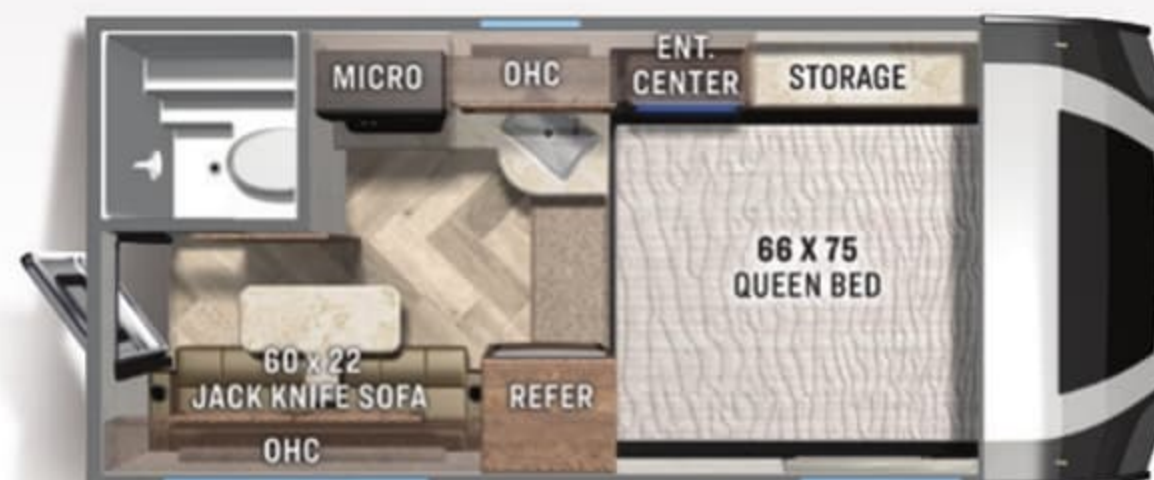 MICRO
OHC
ENT.
CENTER
STORAGE
66 X 75
QUEEN BED
60 x 22
JACK KNIFE SOFA
REFER
OHC